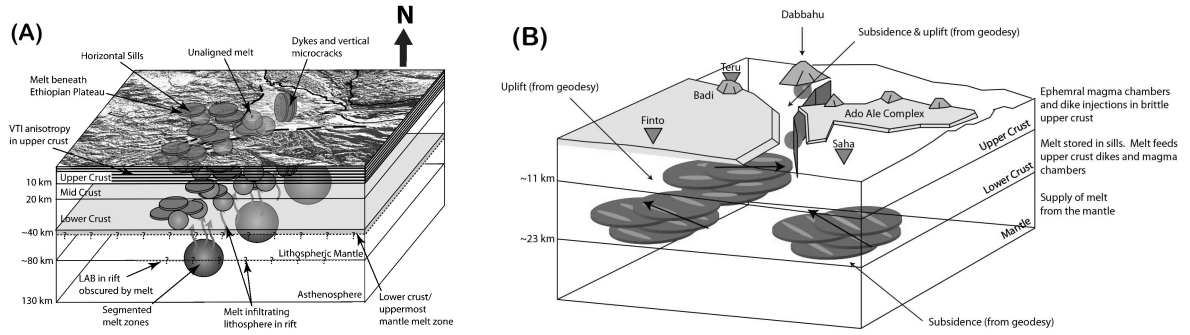 (A)
N
Horizontal Sills
Unaligned melt
Dykes and vertical
microcracks
Melt beneath
Ethiopian Plateau
VTI anisotropy
in upper crust
Upper Crust
10 km
Mid Crust
20 km
Lower Crust
~40 km
? ? ? ? ? ? ? ?
Lithospheric Mantle
~80 km
? ? ? ?
LAB in rift
obscured by melt
Asthenosphere
130 km
Segmented
melt zones
Melt infiltrating
lithosphere in rift
Lower crust/
uppermost
mantle melt zone
(B)
Dabbahu
Subsidence & uplift (from geodesy)
Teru
Uplift (from geodesy)
Badi
Ado Ale Complex
Finto
Saha
Ephemral magma chambers
and dike injections in brittle
upper crust
Upper Crust
Melt stored in sills. Melt feeds
upper crust dikes and magma
chambers
~11 km
Lower Crust
Supply of melt
from the mantle
Mantle
~23 km
Subsidence (from geodesy)